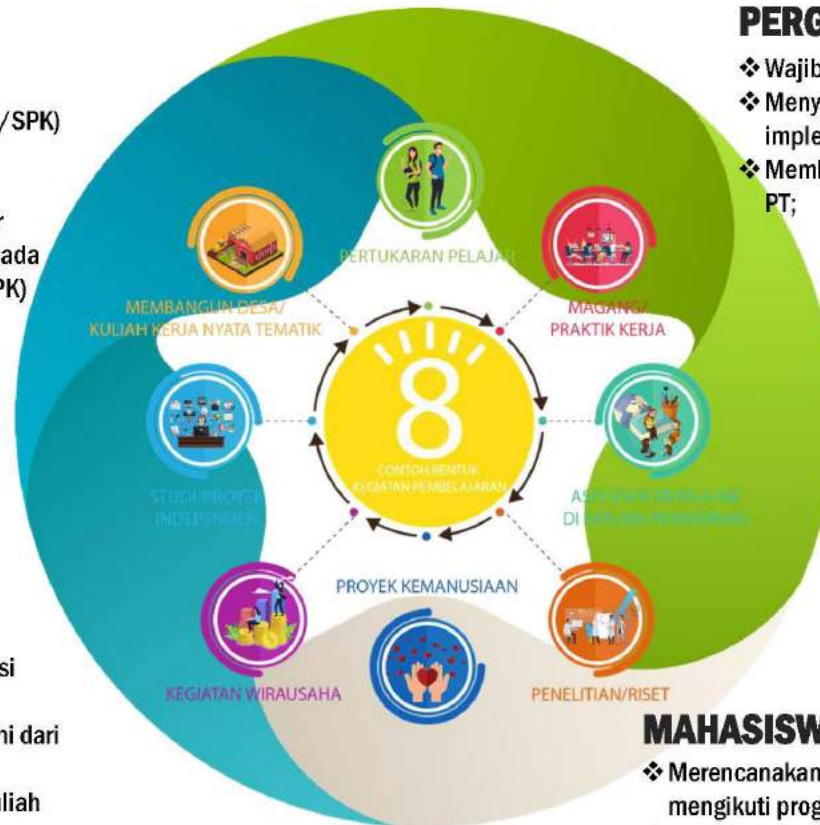 PERG
❖ Wajib
❖ Meny
imple
❖ Memb
PT;
/SPK)
r
ada
PK)
PERTUKARAN PELAJAR
MEMBANGUN DESA/
KULIAH KERJA NYATA TEMATIK
MAGANG/
PRAKTIK KERJA
8
CONTOH BENTUK
KEGIATAN PEMBELAJARAN
STUDI/PROYEK
INDEPENDEN
DI
PROYEK KEMANUSIAAN
KEGIATAN WIRAUSAHA
PENELITIAN/RISET
si
ni dari
uliah
MAHASISW
❖ Merencanakan
mengikuti prog